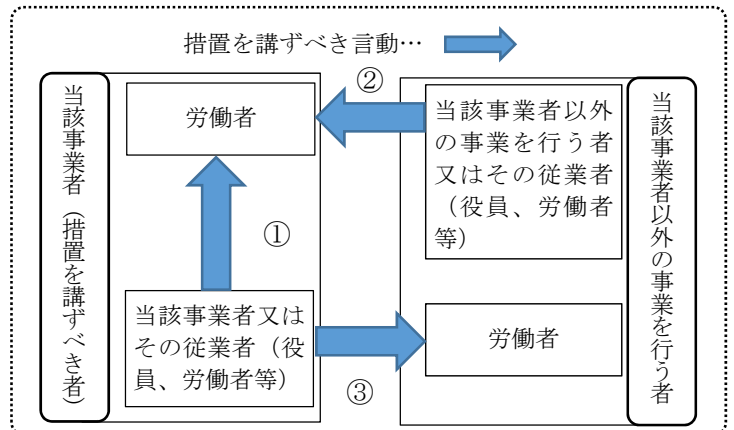 措置を講ずべき言動…
当該事業者(措置を講ずべき者)
労働者
②
当該事業者以外
の事業を行う者
又はその従業者
(役員、労働者
等)
当該事業者以外の事業を行う者
①
当該事業者又は
その従業者(役
員、労働者等)
③
労働者